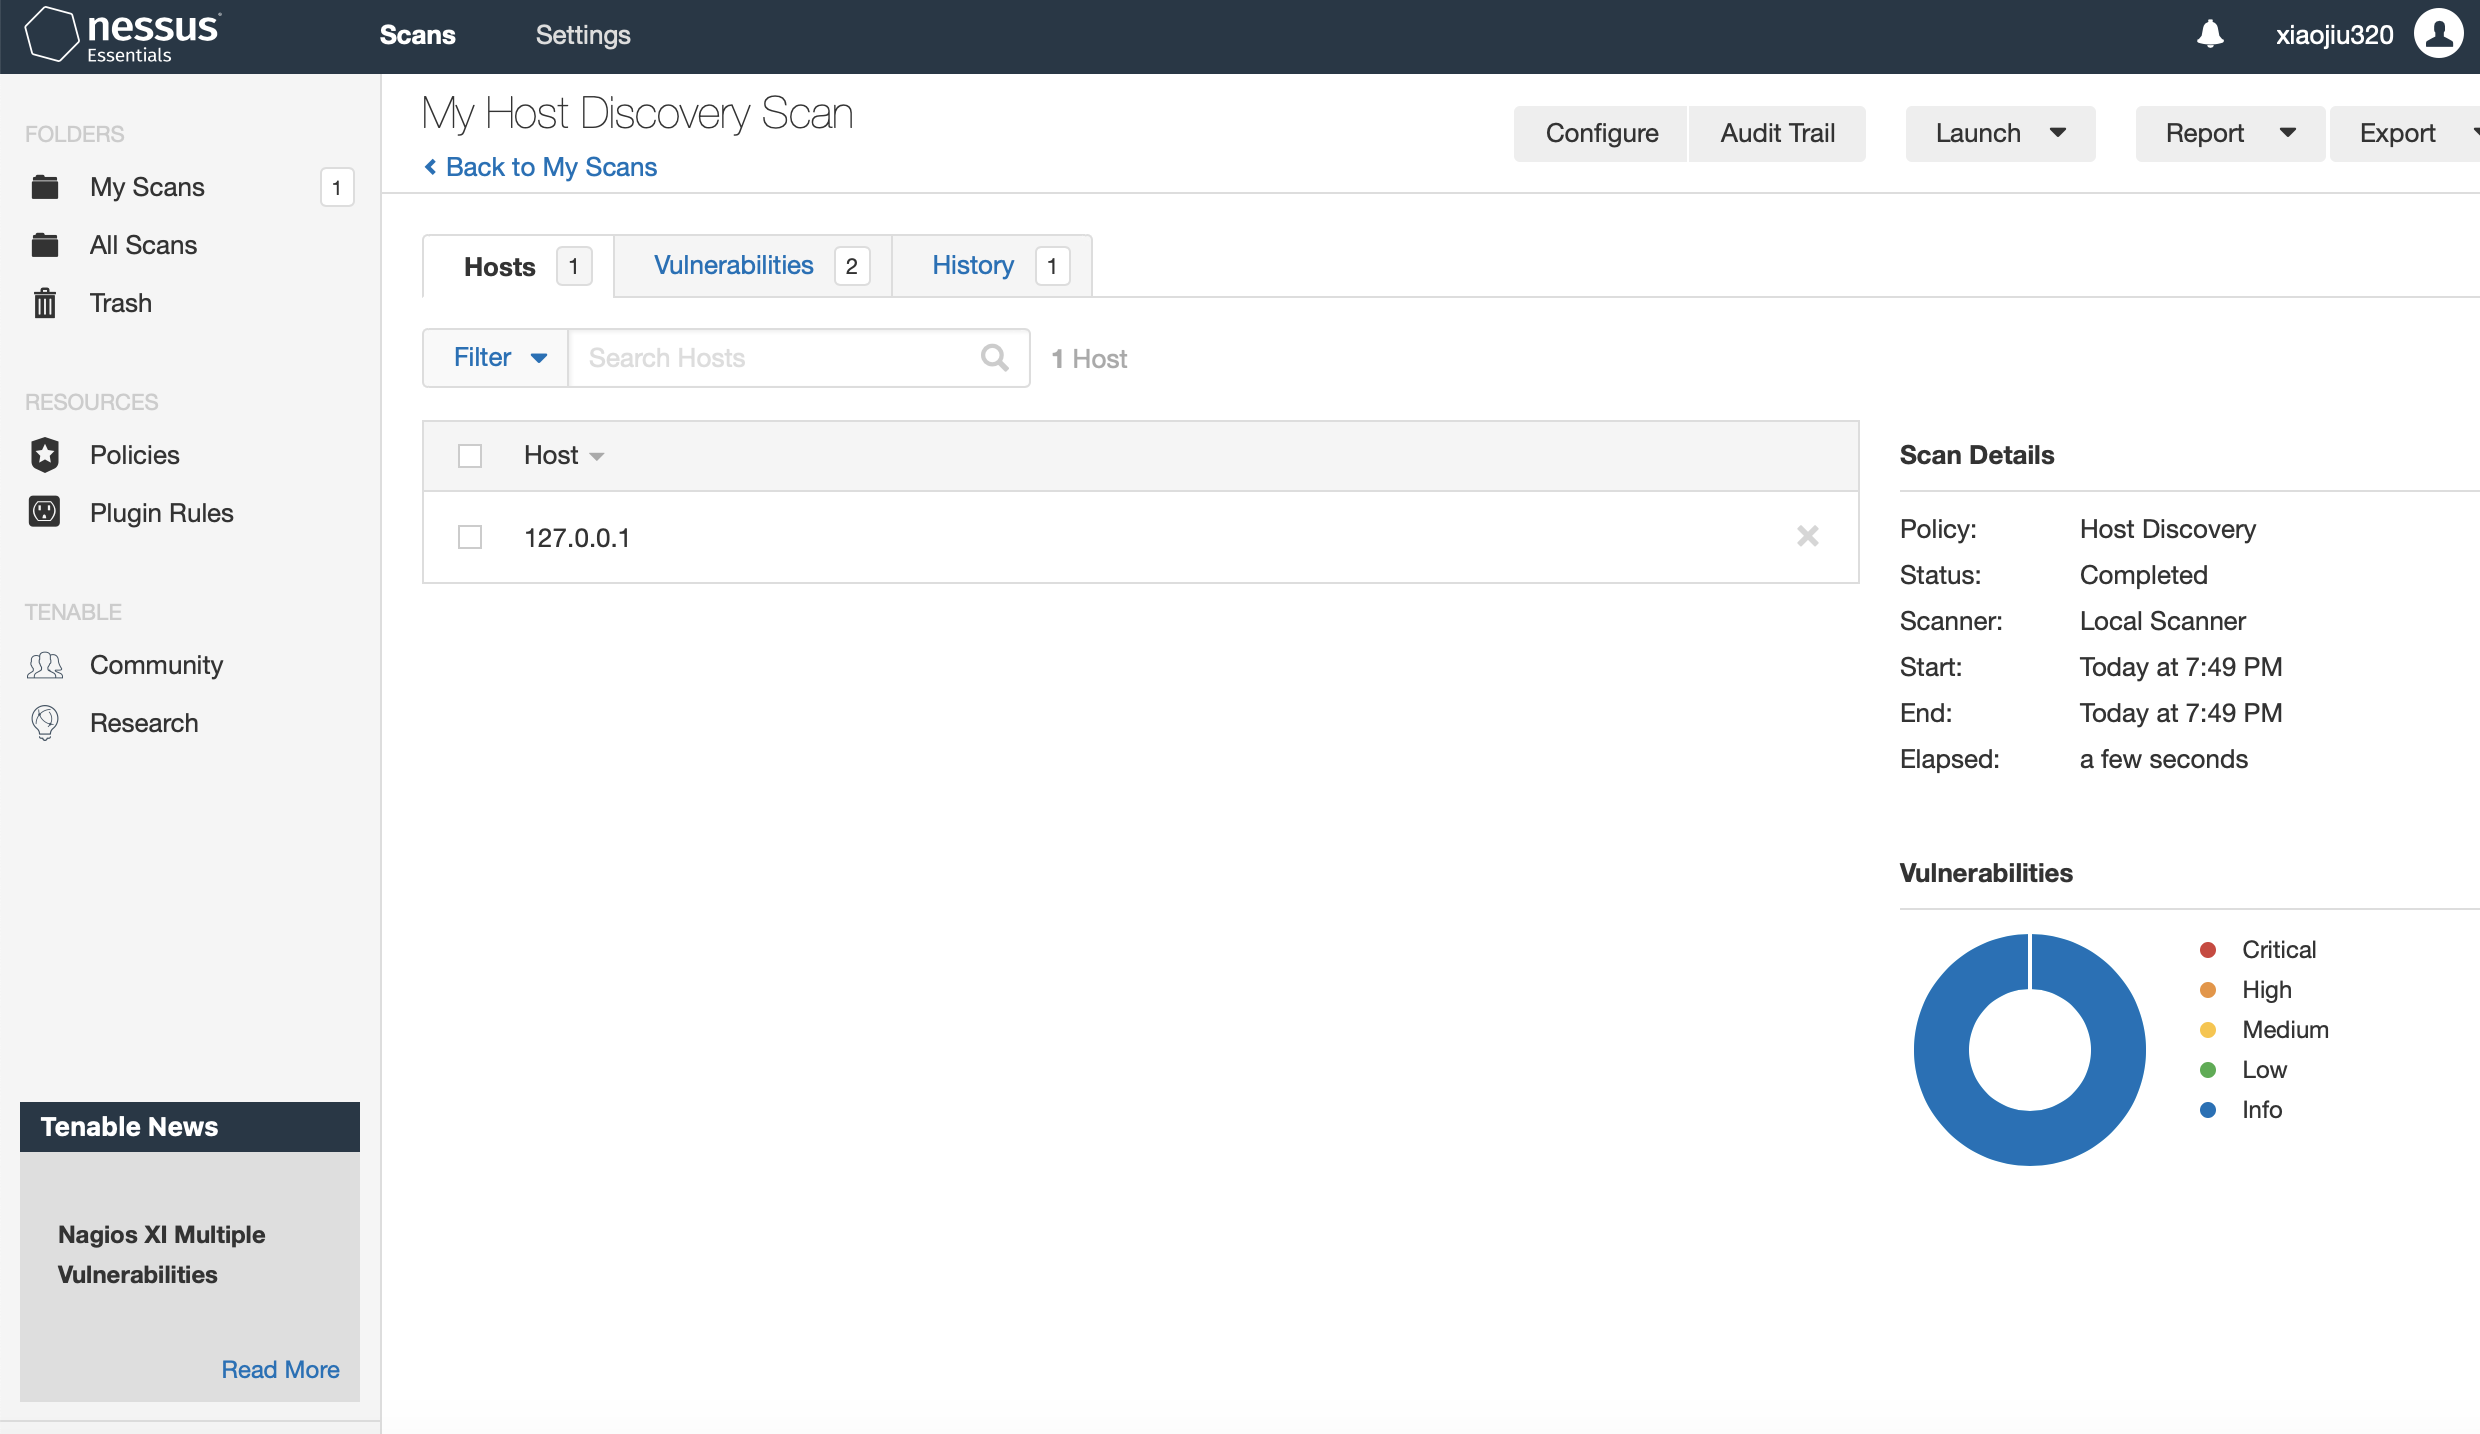 nessus
Essentials
Scans
Settings
xiaojiu320
FOLDERS
My Scans
1
All Scans
Trash
RESOURCES
Policies
Plugin Rules
TENABLE
Community
Research
Tenable News
Nagios XI Multiple
Vulnerabilities
Read More
My Host Discovery Scan
Back to My Scans
Configure
Audit Trail
Launch
Report
Export
Hosts 1
Vulnerabilities 2
History 1
Filter
Search Hosts
1 Host
Host
127.0.0.1
Scan Details
Policy: Host Discovery
Status: Completed
Scanner: Local Scanner
Start: Today at 7:49 PM
End: Today at 7:49 PM
Elapsed: a few seconds
Vulnerabilities
Critical
High
Medium
Low
Info